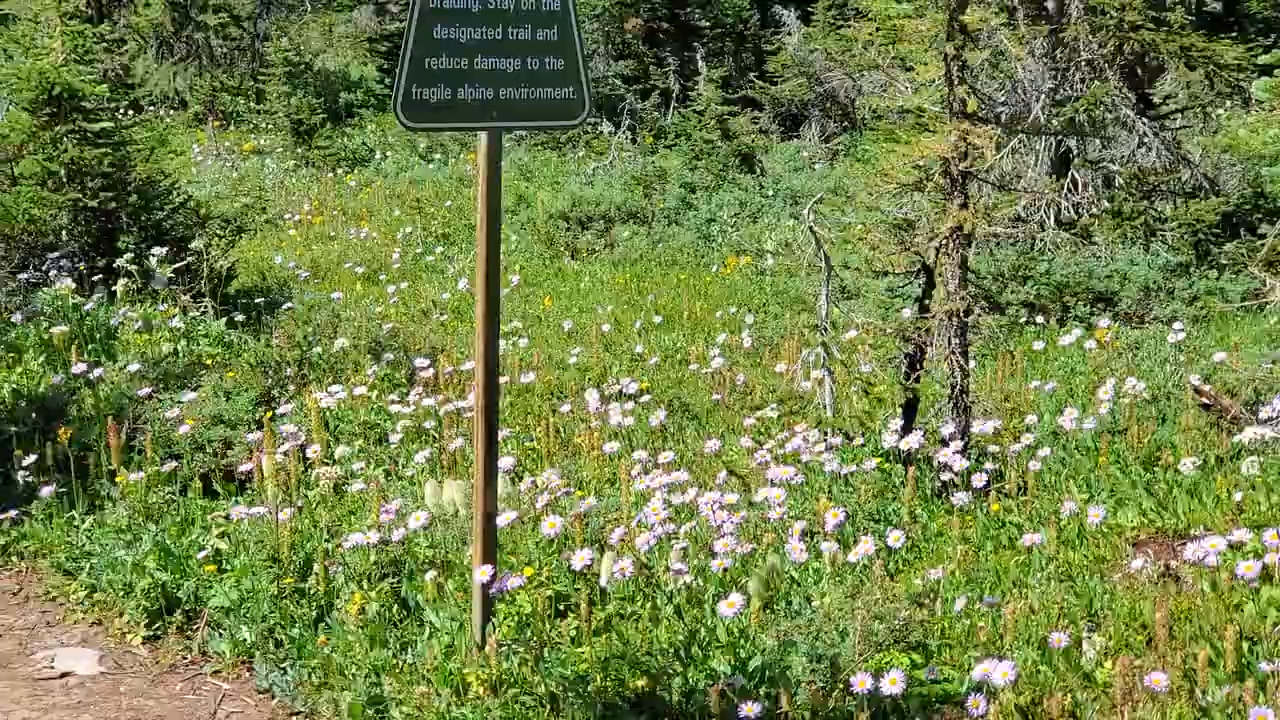 braiding. Stay on the
designated trail and
reduce damage to the
fragile alpine environment.